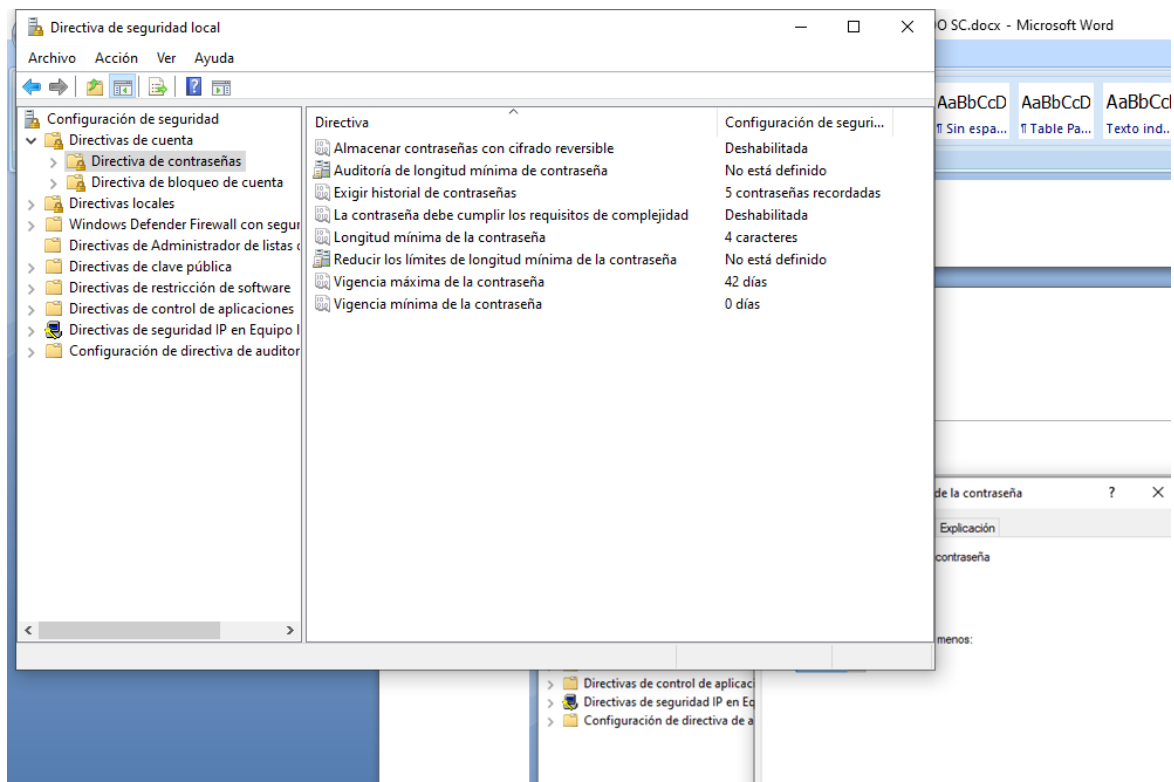 Directiva de seguridad local
O SC.docx - Microsoft Word
Archivo Acción Ver Ayuda
AaBbCcD AaBbCcD AaBbCcI
¶ Sin espa... ¶ Table Pa... Texto ind...
Configuración de seguridad
Directivas de cuenta
Directiva de contraseñas
Directiva de bloqueo de cuenta
Directivas locales
Windows Defender Firewall con segur
Directivas de Administrador de listas
Directivas de clave pública
Directivas de restricción de software
Directivas de control de aplicaciones
Directivas de seguridad IP en Equipo l
Configuración de directiva de auditor
Directiva Configuración de seguri...
Almacenar contraseñas con cifrado reversible Deshabilitada
Auditoría de longitud mínima de contraseña No está definido
Exigir historial de contraseñas 5 contraseñas recordadas
La contraseña debe cumplir los requisitos de complejidad Deshabilitada
Longitud mínima de la contraseña 4 caracteres
Reducir los límites de longitud mínima de la contraseña No está definido
Vigencia máxima de la contraseña 42 días
Vigencia mínima de la contraseña 0 días
de la contraseña ?
Explicación
contraseña
menos:
Directivas de control de aplicaci
Directivas de seguridad IP en Eq
Configuración de directiva de a